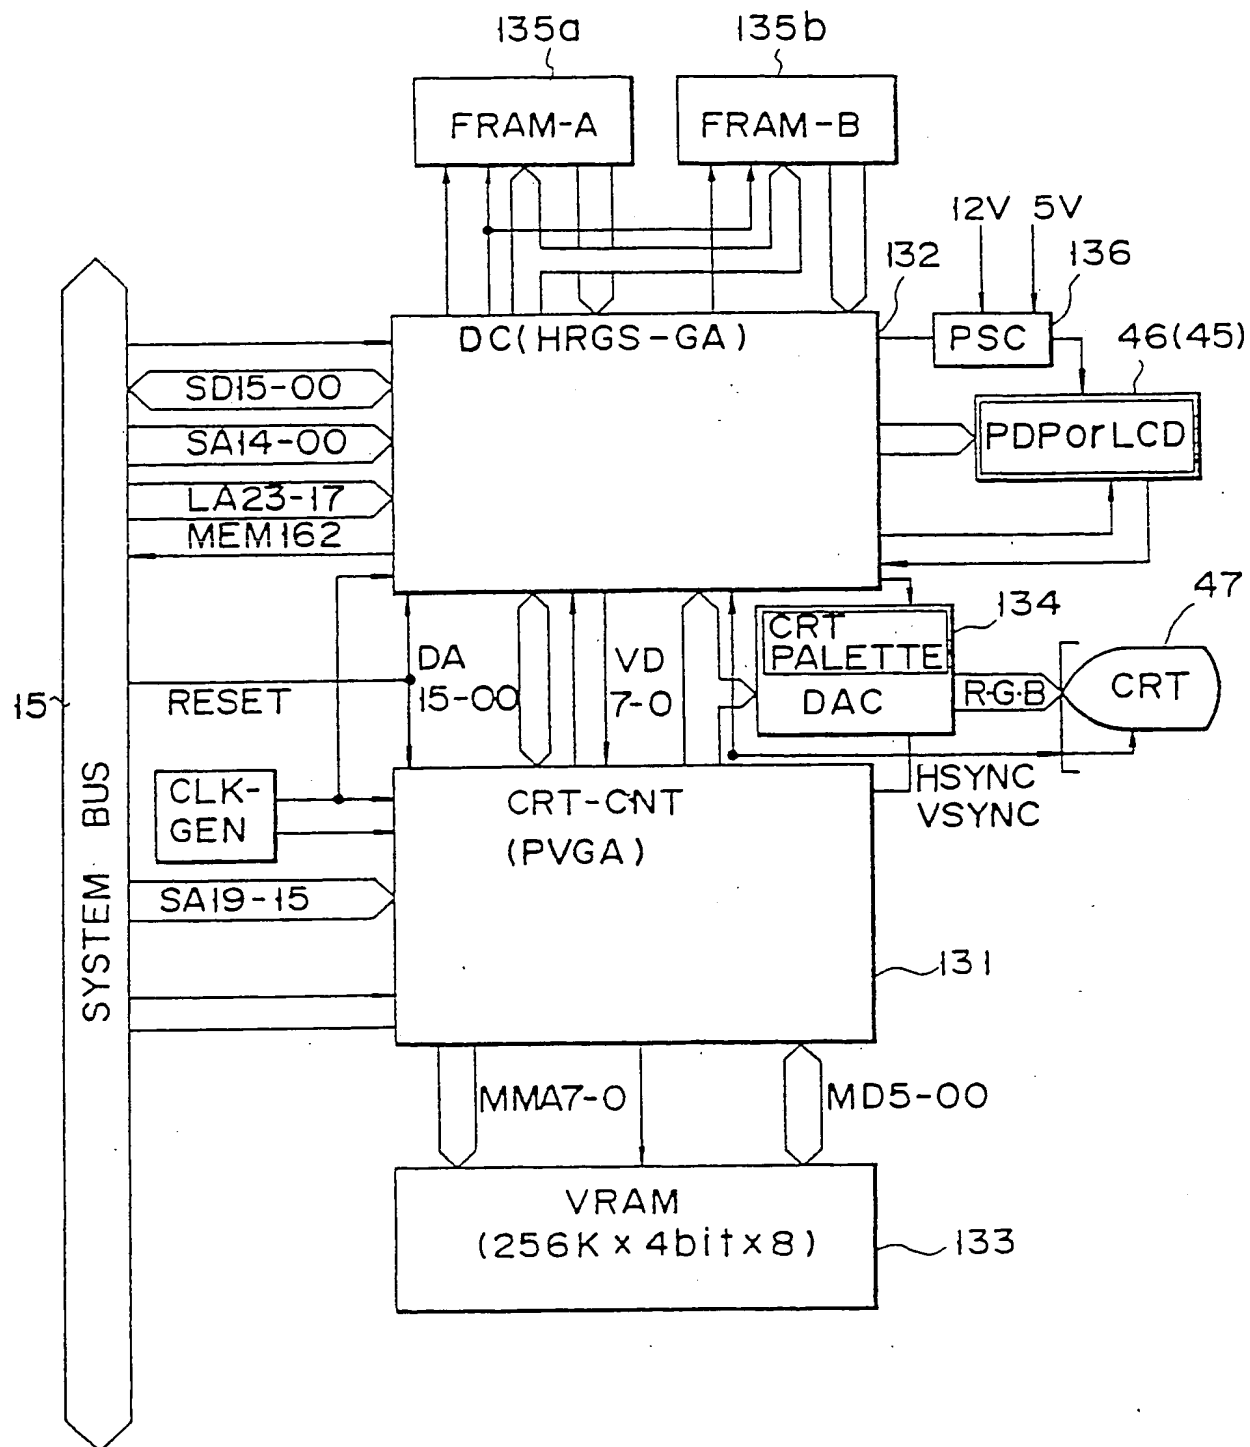 135a
135b
FRAM-A
FRAM-B
12V
5V
132
136
DC(HRGS-GA)
PSC
46(45)
SD15-00
PDPorLCD
SA14-00
LA23-17
MEM162
47
134
CRT
PALETTE
DA
15-00
VD
7-0
15
RESET
DAC
R·G·B
CRT
HSYNC
VSYNC
CLK-
GEN
CRT-CNT
(PVGA)
SA19-15
SYSTEM BUS
131
MMA7-0
MD5-00
VRAM
(256K x 4bit x 8)
133